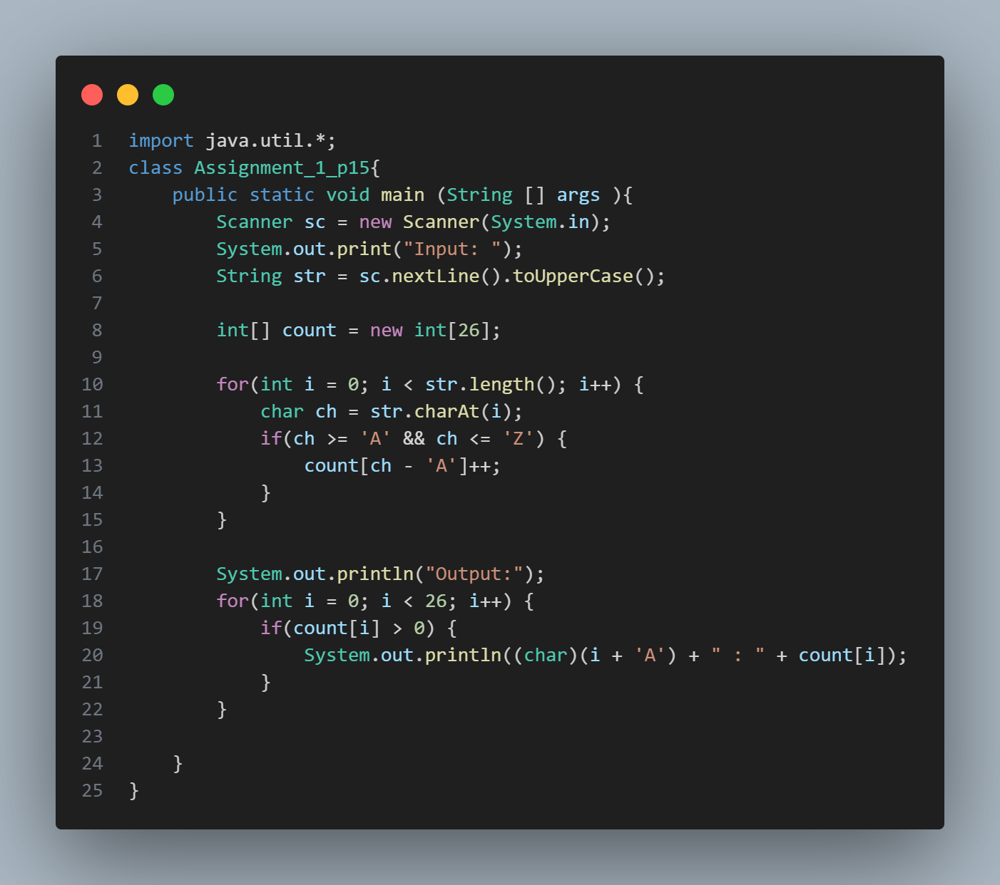 1 import java.util.*;
2 class Assignment_1_p15{
3     public static void main (String [] args ){
4         Scanner sc = new Scanner(System.in);
5         System.out.print("Input: ");
6         String str = sc.nextLine().toUpperCase();
7
8         int[] count = new int[26];
9
10         for(int i = 0; i < str.length(); i++) {
11             char ch = str.charAt(i);
12             if(ch >= 'A' && ch <= 'Z') {
13                 count[ch - 'A']++;
14             }
15         }
16
17         System.out.println("Output:");
18         for(int i = 0; i < 26; i++) {
19             if(count[i] > 0) {
20                 System.out.println((char)(i + 'A') + " : " + count[i]);
21             }
22         }
23
24     }
25 }